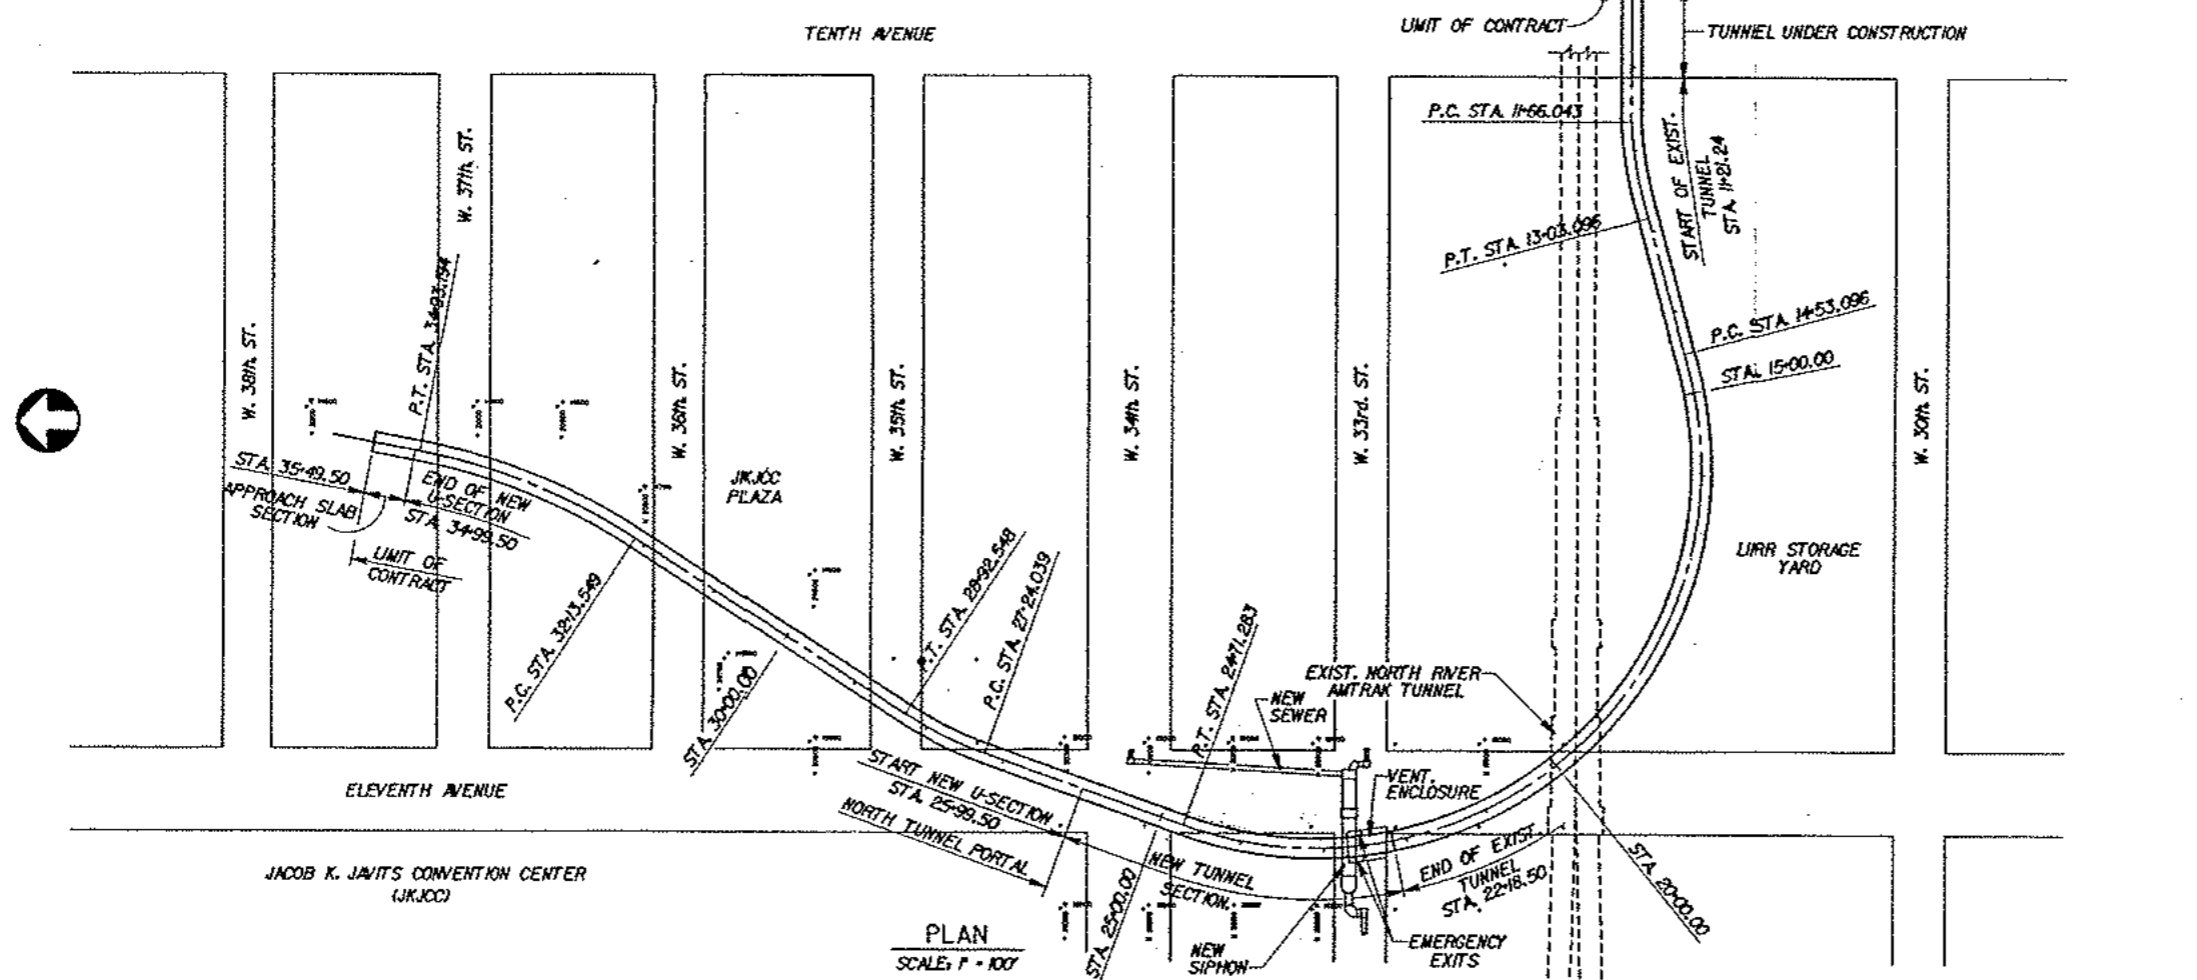 TENTH AVENUE
LIMIT OF CONTRACT
TUNNEL UNDER CONSTRUCTION
P.C. STA. 11+66.043
START OF EXIST.
TUNNEL
STA. 11+21.24
P.T. STA. 13+03.096
P.C. STA. 14+53.096
STA. 15+00.00
W. 38th. ST.
W. 37th. ST.
W. 36th. ST.
W. 35th. ST.
W. 34th. ST.
W. 33rd. ST.
W. 30th. ST.
P.T. STA. 34+93.194
STA. 35+49.50
APPROACH SLAB
SECTION
END OF NEW
U-SECTION
STA. 34+99.50
LIMIT OF
CONTRACT
JKJCC
PLAZA
LIRR STORAGE
YARD
P.C. STA. 32+13.549
STA. 30+00.00
P.T. STA. 28+92.548
P.C. STA. 27+24.039
P.T. STA. 24+71.283
EXIST. NORTH RIVER
AMTRAK TUNNEL
NEW
SEWER
VENT.
ENCLOSURE
ELEVENTH AVENUE
START NEW U-SECTION
STA. 25+99.50
NORTH TUNNEL PORTAL
NEW TUNNEL
SECTION
END OF EXIST.
TUNNEL
STA. 22+18.50
STA. 20+00.00
STA. 25+00.00
JACOB K. JAVITS CONVENTION CENTER
(JKJCC)
PLAN
SCALE: 1" = 100'
NEW
SIPHON
EMERGENCY
EXITS